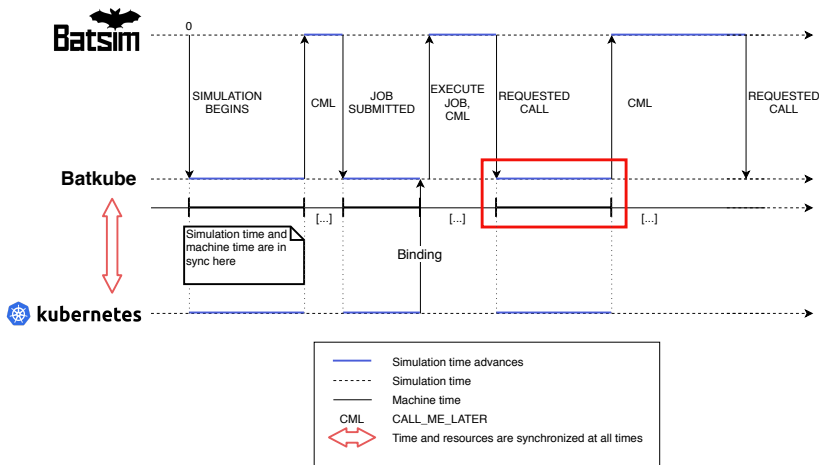 0
Batsim
SIMULATION
BEGINS
CML
JOB
SUBMITTED
EXECUTE
JOB,
CML
REQUESTED
CALL
CML
REQUESTED
CALL
Batkube
[...]
[...]
[...]
Simulation time and
machine time are in
sync here
Binding
kubernetes
Simulation time advances
Simulation time
Machine time
CML CALL_ME_LATER
Time and resources are synchronized at all times